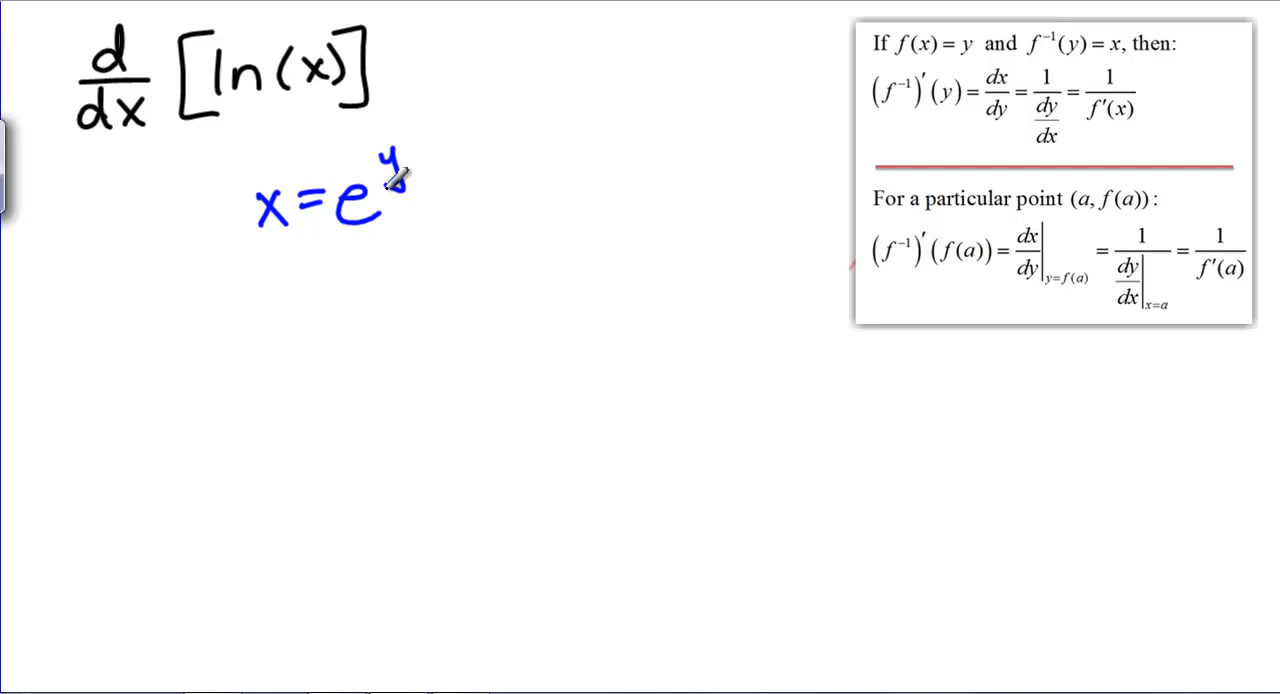 d/dx [ln(x)]
x = e^y
If f(x) = y and f⁻¹(y) = x, then:
(f⁻¹)′(y) = dx/dy = 1/(dy/dx) = 1/f′(x)
For a particular point (a, f(a)):
(f⁻¹)′(f(a)) = dx/dy|y=f(a) = 1/(dy/dx|x=a) = 1/f′(a)